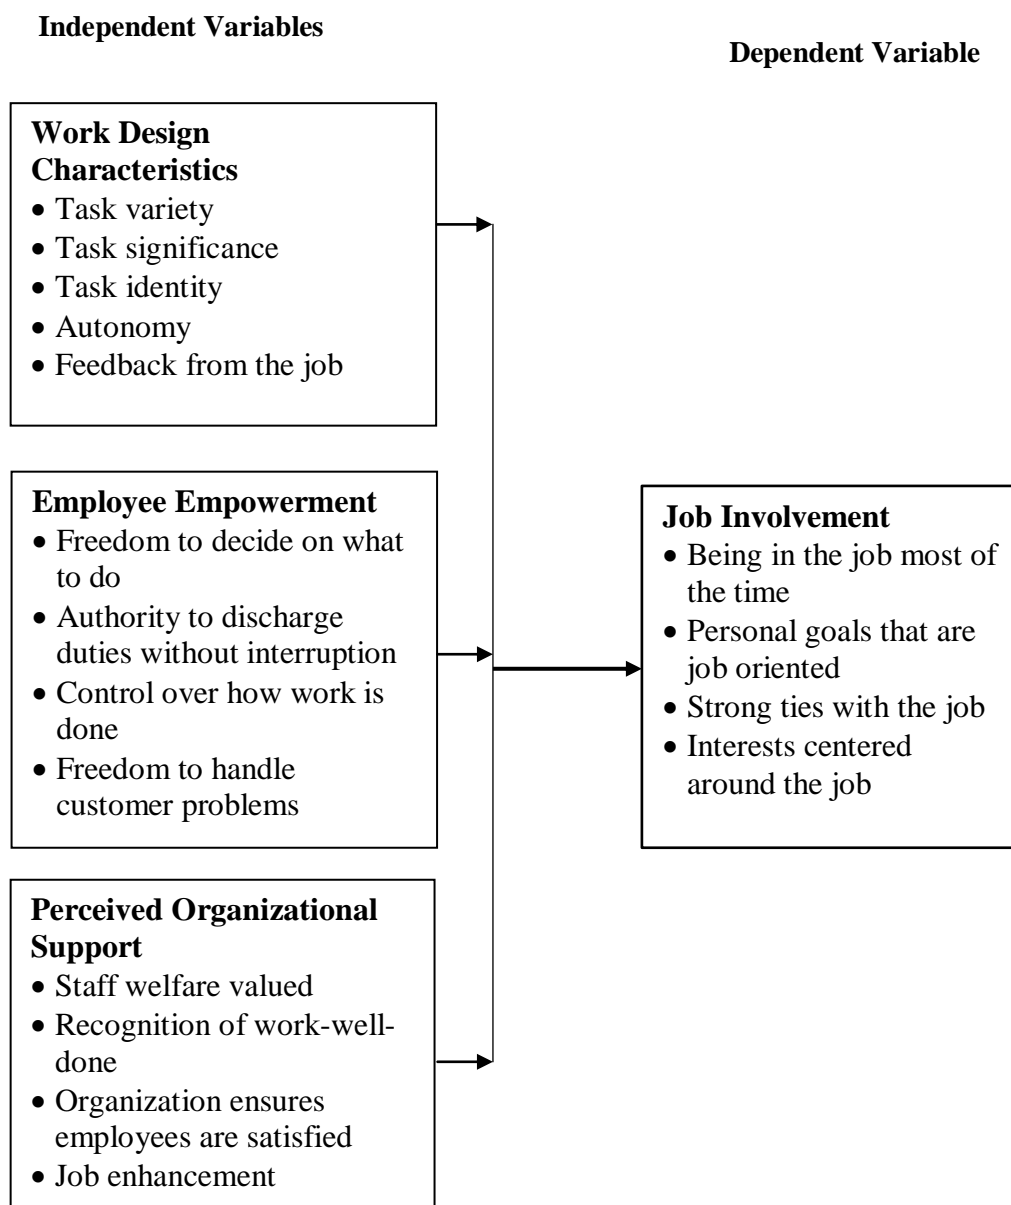 Independent Variables
Dependent Variable
Work Design
Characteristics
• Task variety
• Task significance
• Task identity
• Autonomy
• Feedback from the job
Employee Empowerment
• Freedom to decide on what
to do
• Authority to discharge
duties without interruption
• Control over how work is
done
• Freedom to handle
customer problems
Job Involvement
• Being in the job most of
the time
• Personal goals that are
job oriented
• Strong ties with the job
• Interests centered
around the job
Perceived Organizational
Support
• Staff welfare valued
• Recognition of work-well-
done
• Organization ensures
employees are satisfied
• Job enhancement